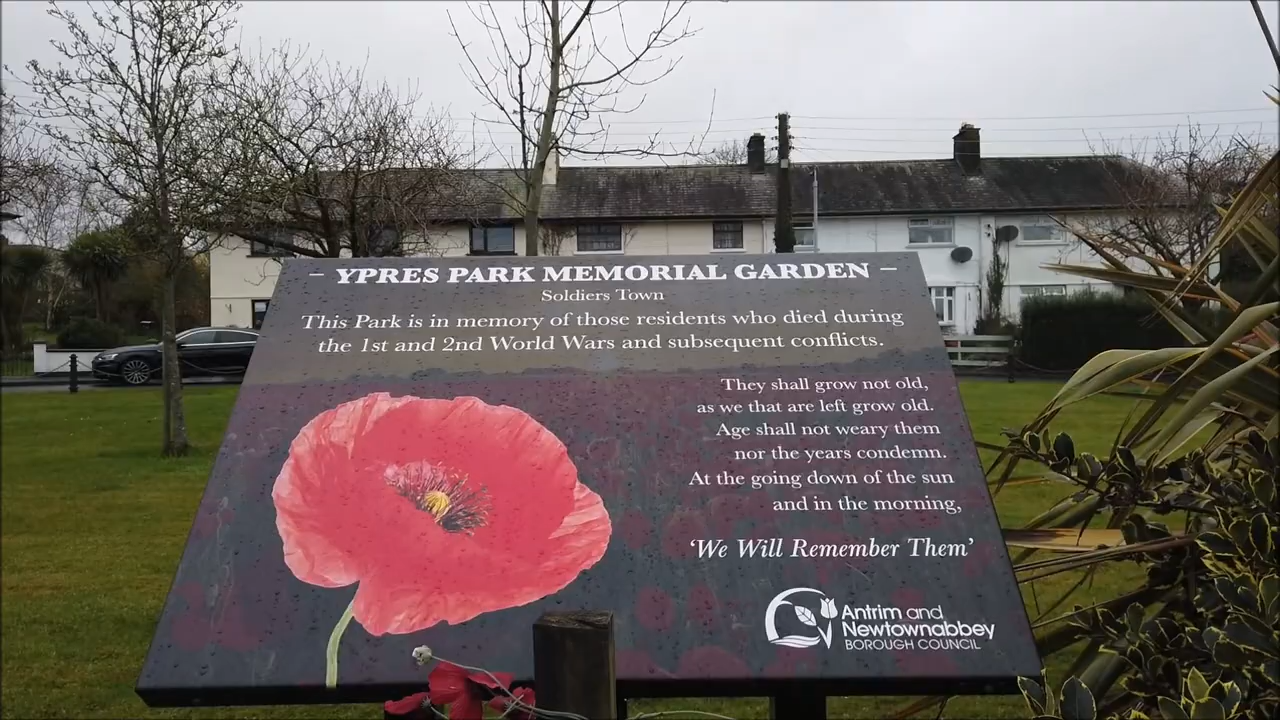 – YPRES PARK MEMORIAL GARDEN –
Soldiers Town
This Park is in memory of those residents who died during
the 1st and 2nd World Wars and subsequent conflicts.
They shall grow not old,
as we that are left grow old.
Age shall not weary them
nor the years condemn.
At the going down of the sun
and in the morning,
‘We Will Remember Them’
Antrim and
Newtownabbey
BOROUGH COUNCIL